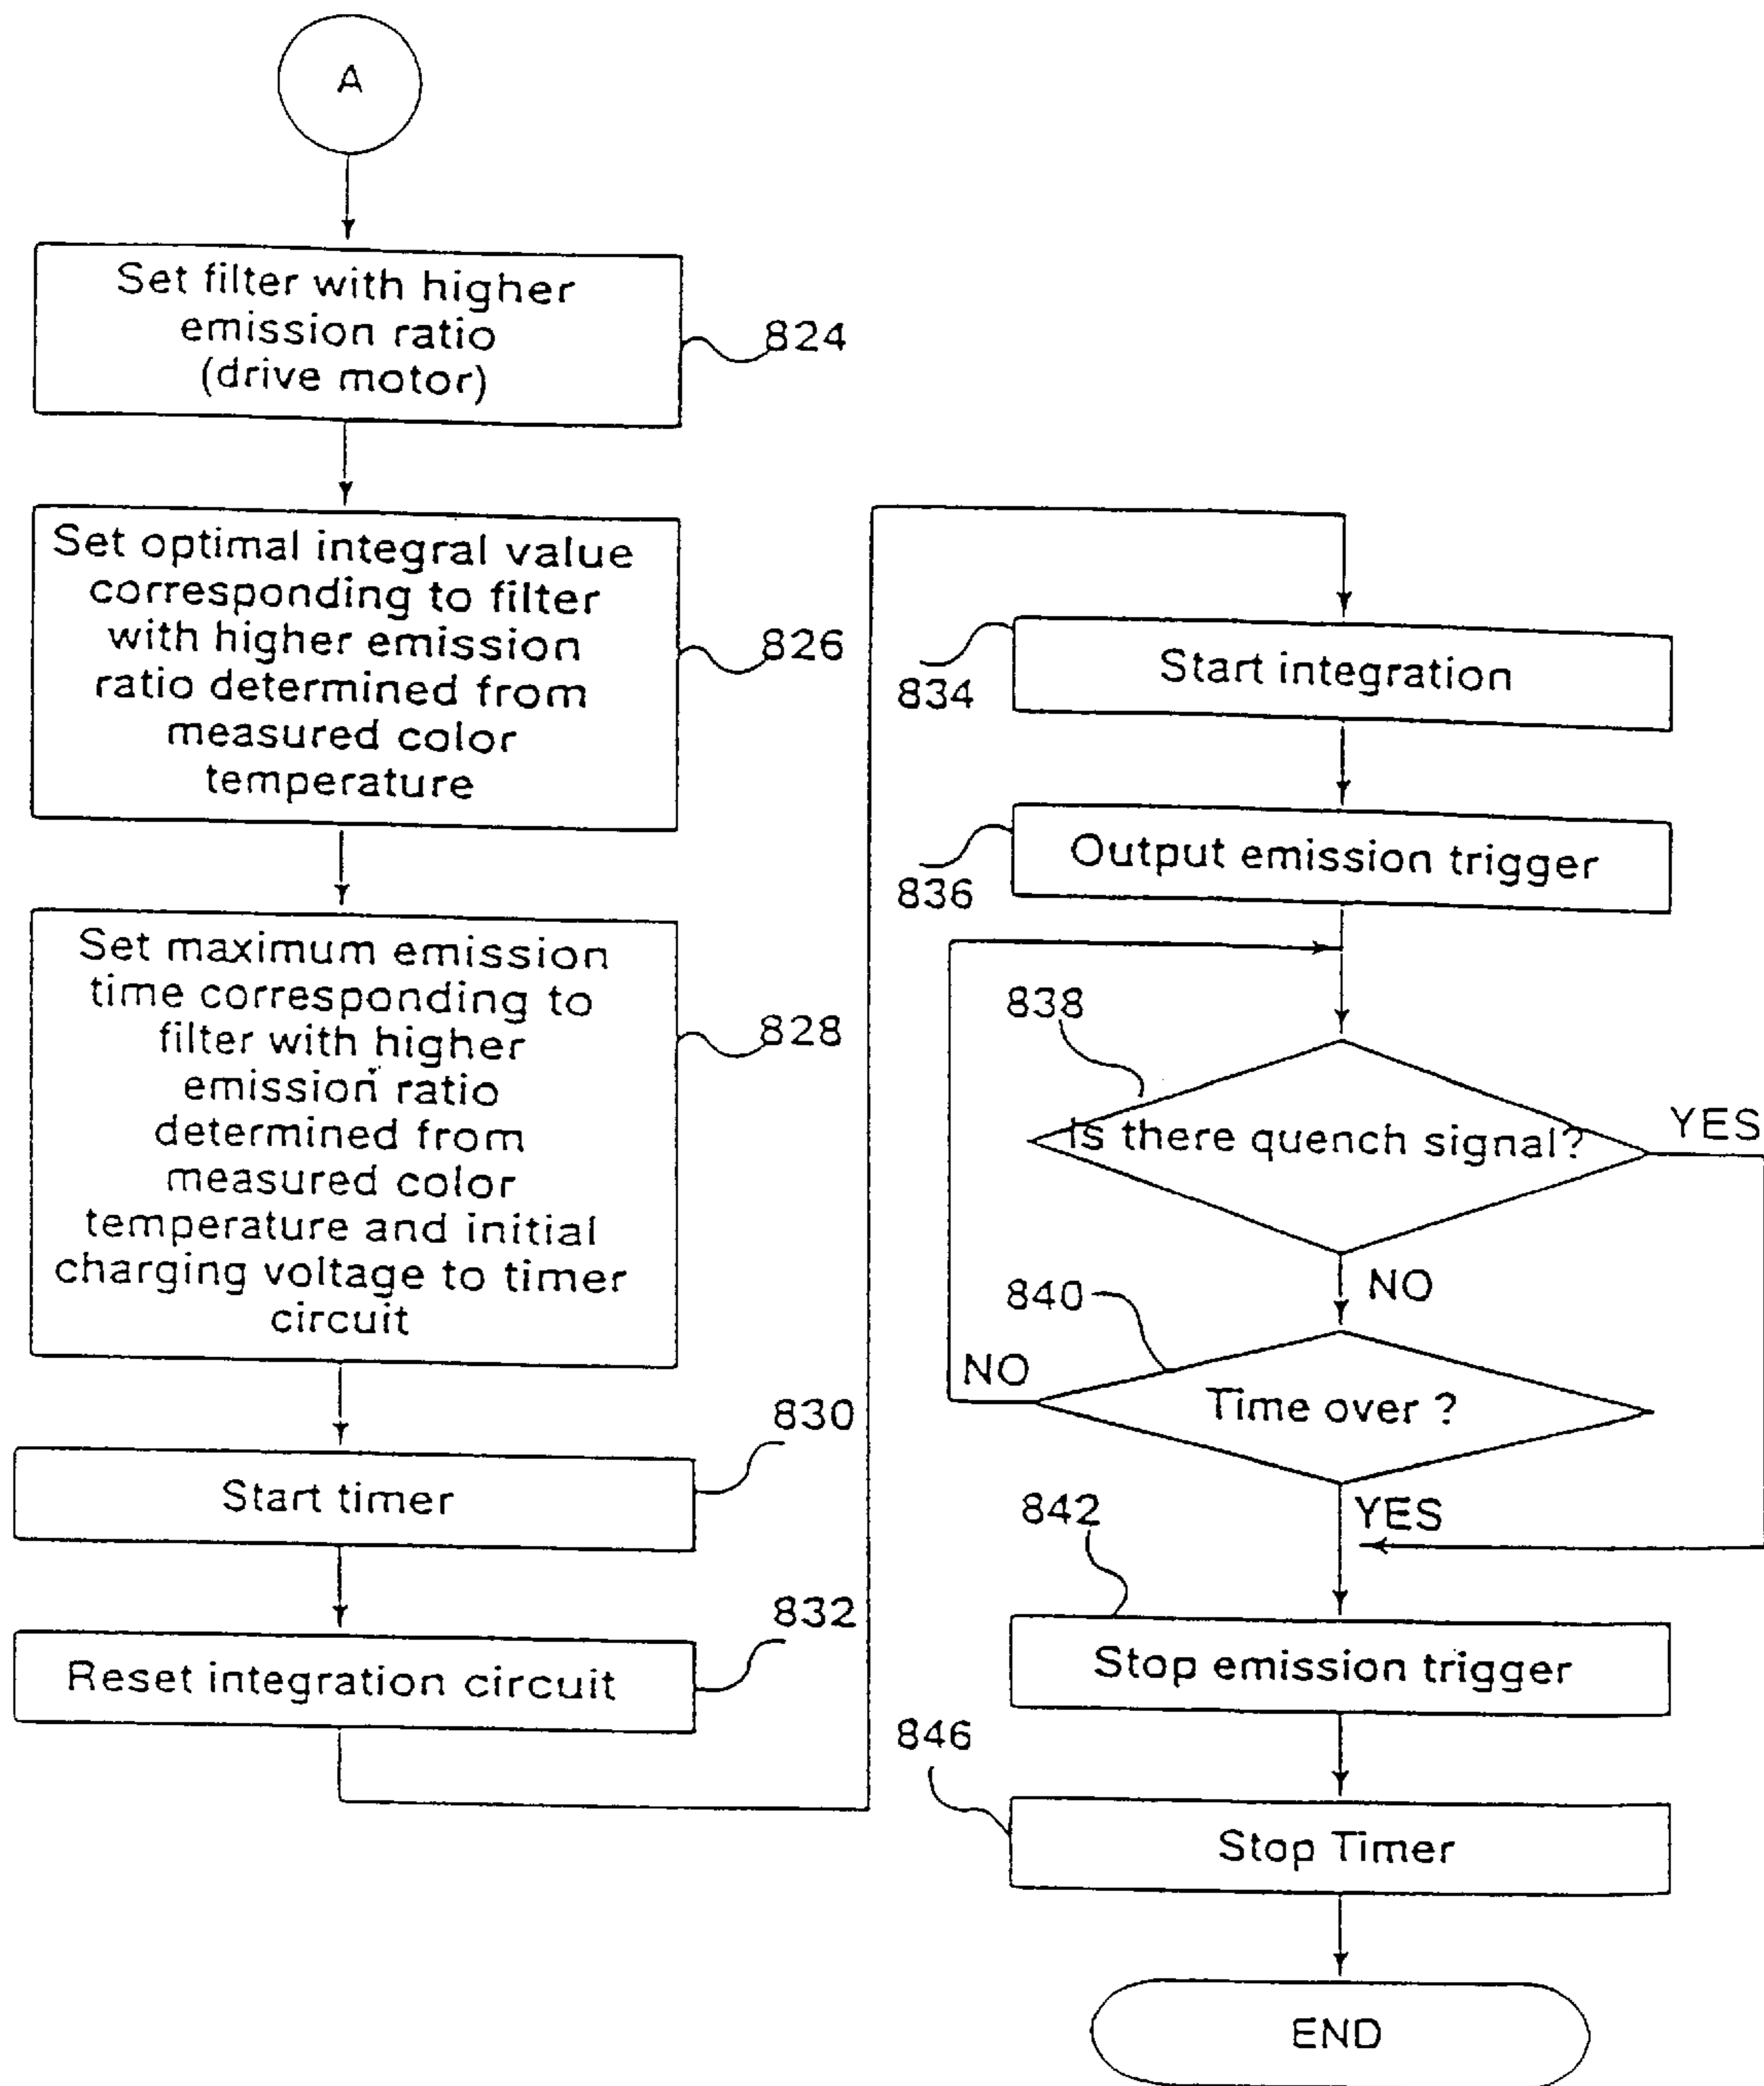 A
Set filter with higher
emission ratio
(drive motor)
824
Set optimal integral value
corresponding to filter
with higher emission
ratio determined from
measured color
temperature
826
Set maximum emission
time corresponding to
filter with higher
emission ratio
determined from
measured color
temperature and initial
charging voltage to timer
circuit
828
830
Start timer
832
Reset integration circuit
834
Start integration
836
Output emission trigger
838
Is there quench signal?
YES
NO
840
NO
Time over ?
YES
842
Stop emission trigger
846
Stop Timer
END